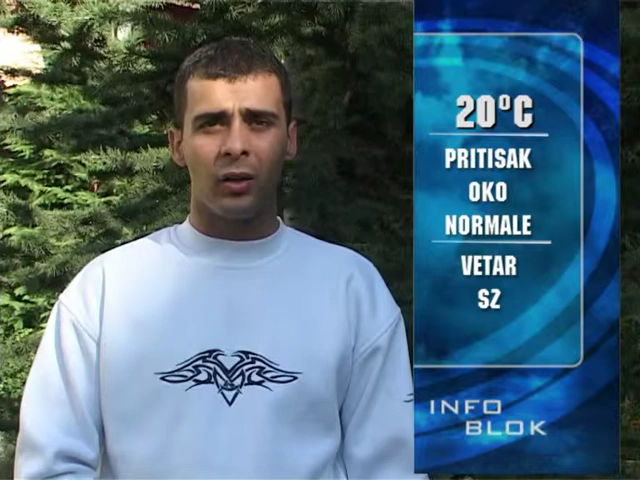 20°C
PRITISAK
OKO
NORMALE
VETAR
SZ
INFO
BLOK